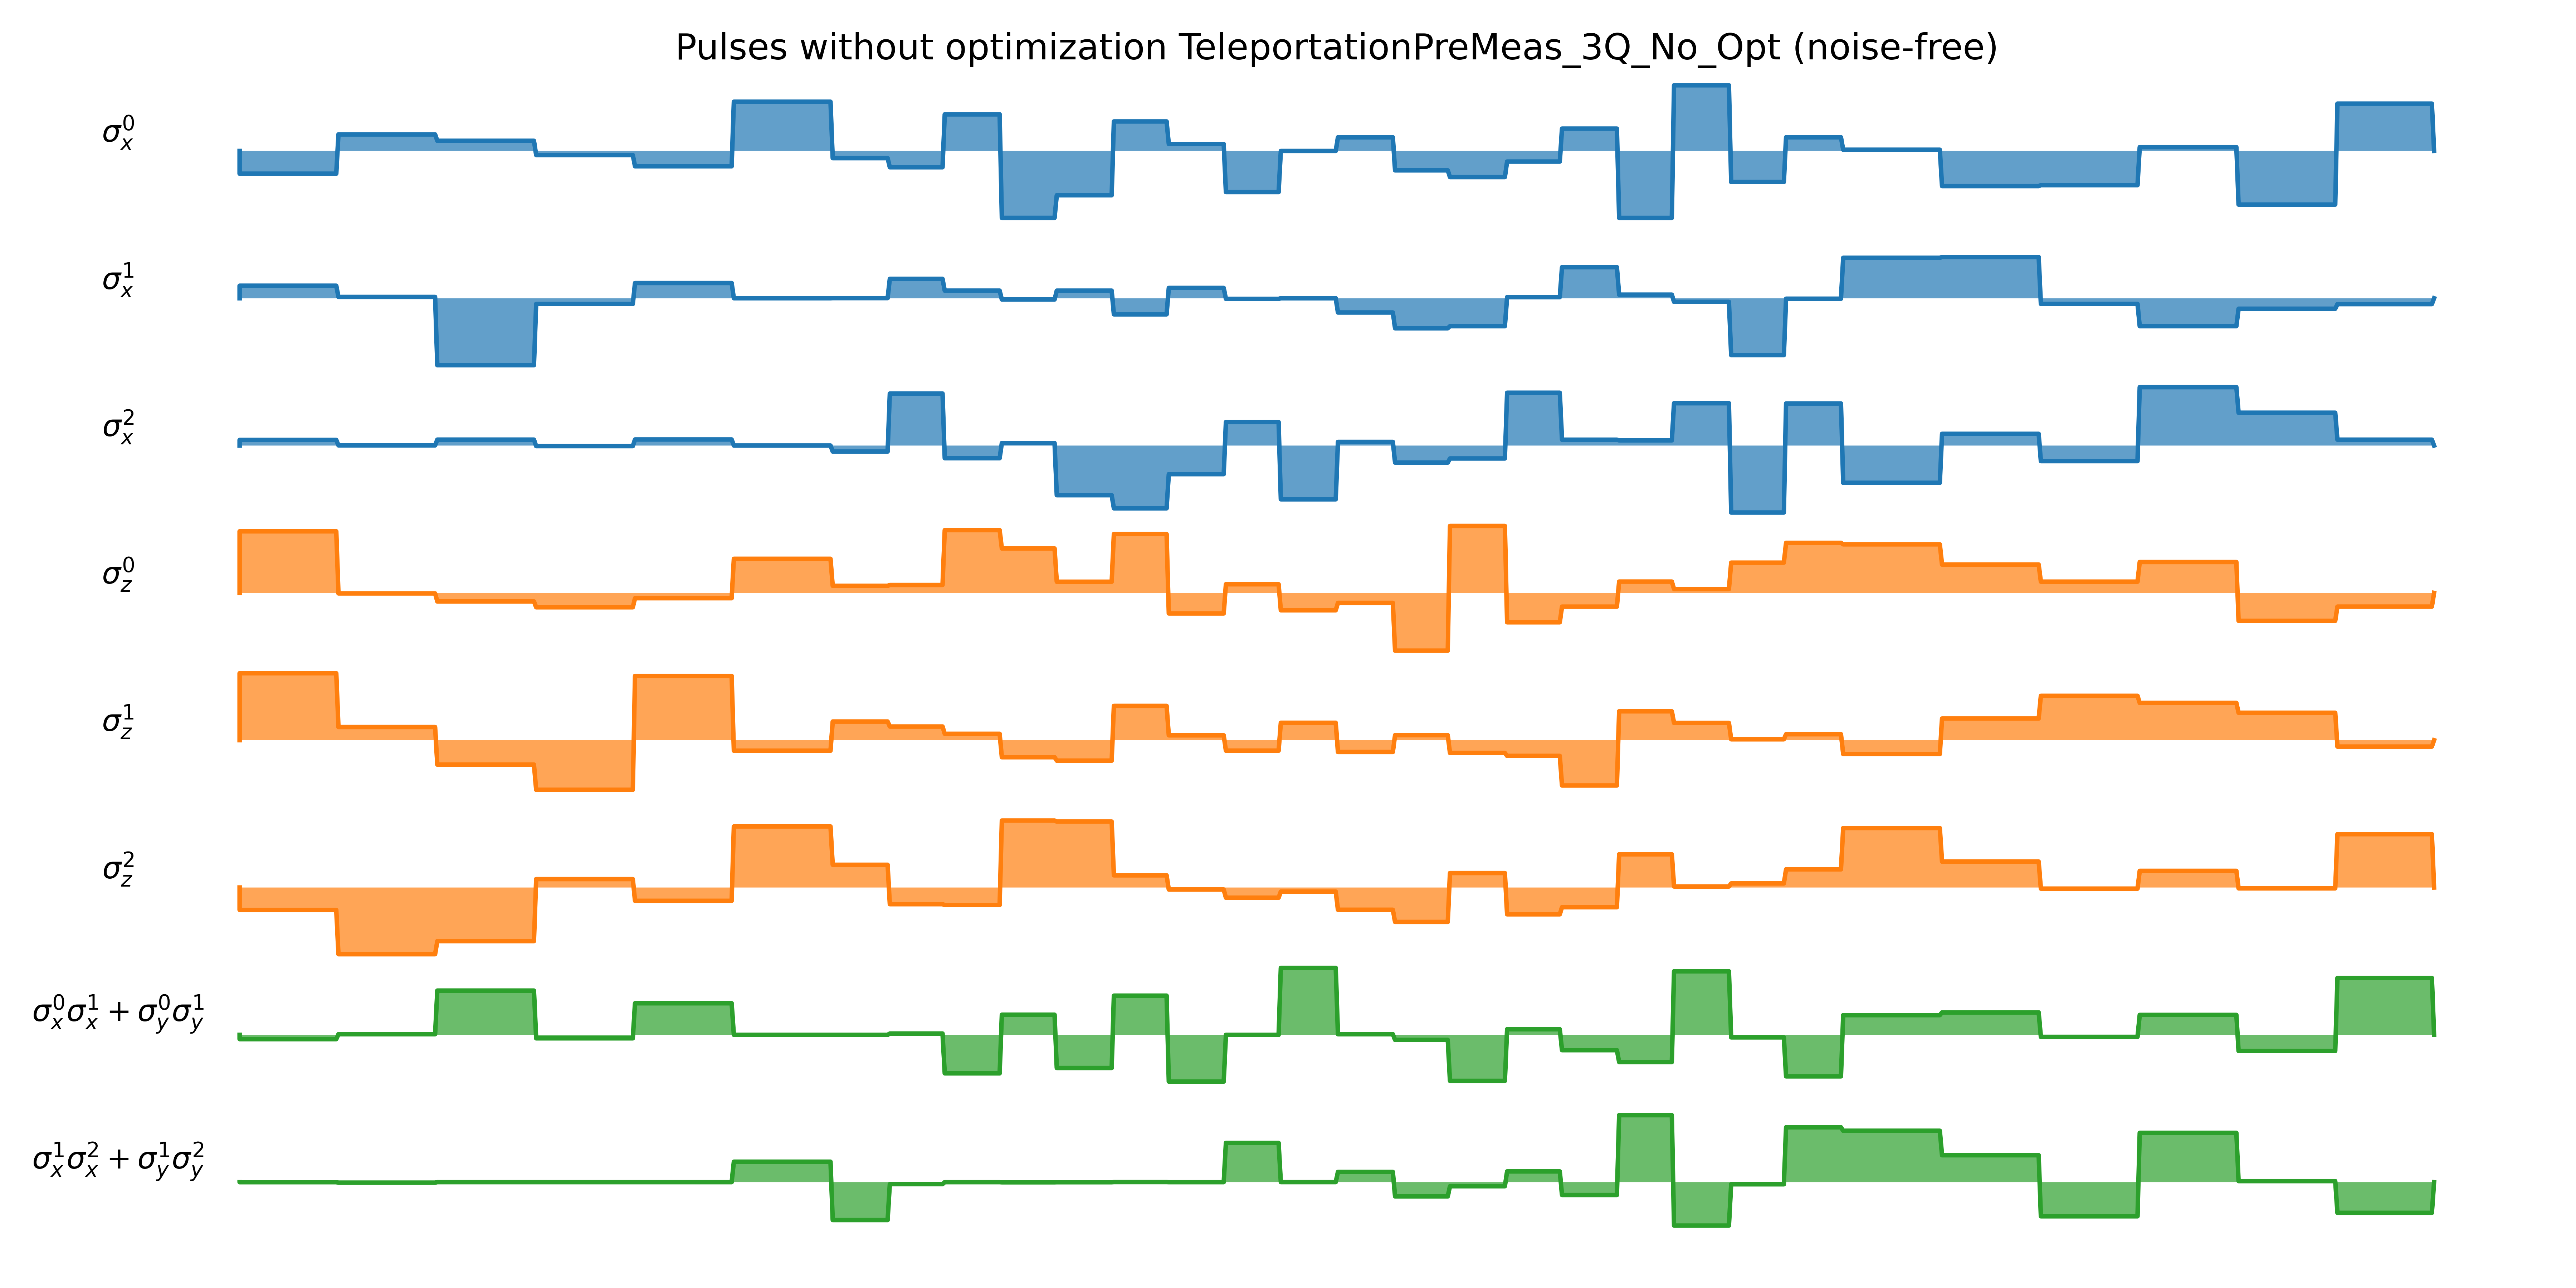 Pulses without optimization TeleportationPreMeas_3Q_No_Opt (noise-free)
σ_x^0
σ_x^1
σ_x^2
σ_z^0
σ_z^1
σ_z^2
σ_x^0σ_x^1 + σ_y^0σ_y^1
σ_x^1σ_x^2 + σ_y^1σ_y^2